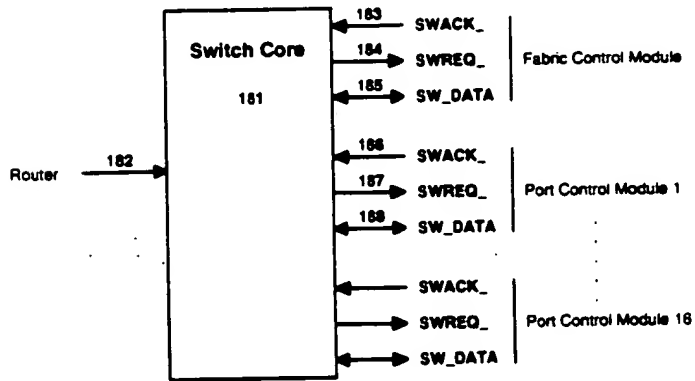 183
SWACK_
Switch Core
184
SWREQ_
Fabric Control Module
181
185
SW_DATA
186
SWACK_
Router
182
187
SWREQ_
Port Control Module 1
188
SW_DATA
SWACK_
SWREQ_
Port Control Module 16
SW_DATA